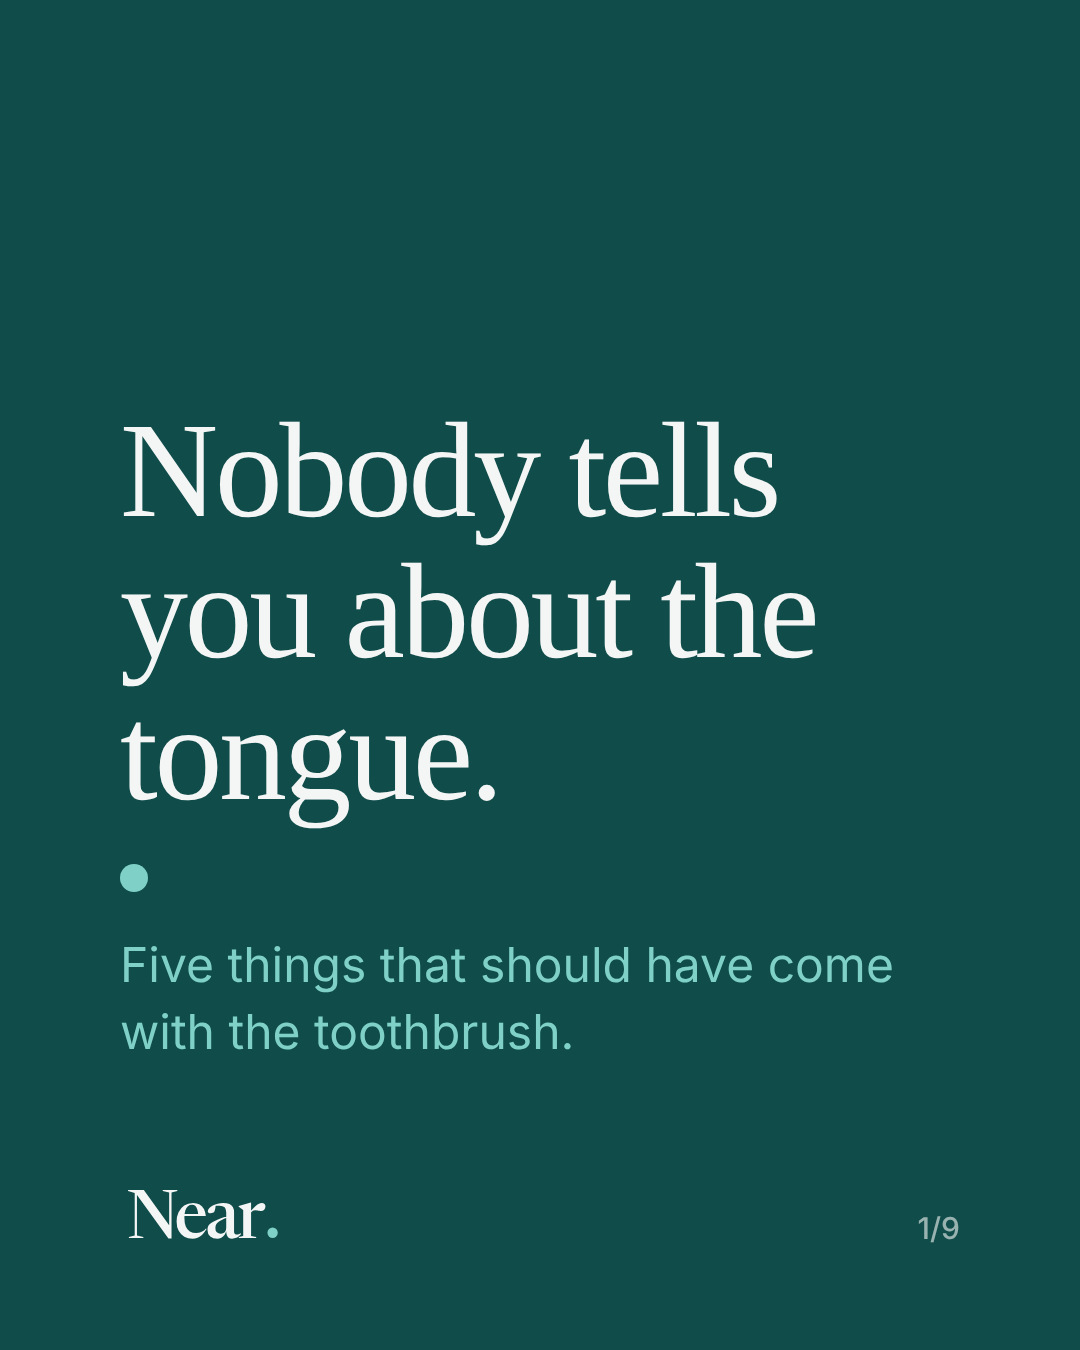 Nobody tells
you about the
tongue.
Five things that should have come
with the toothbrush.
Near.
1/9